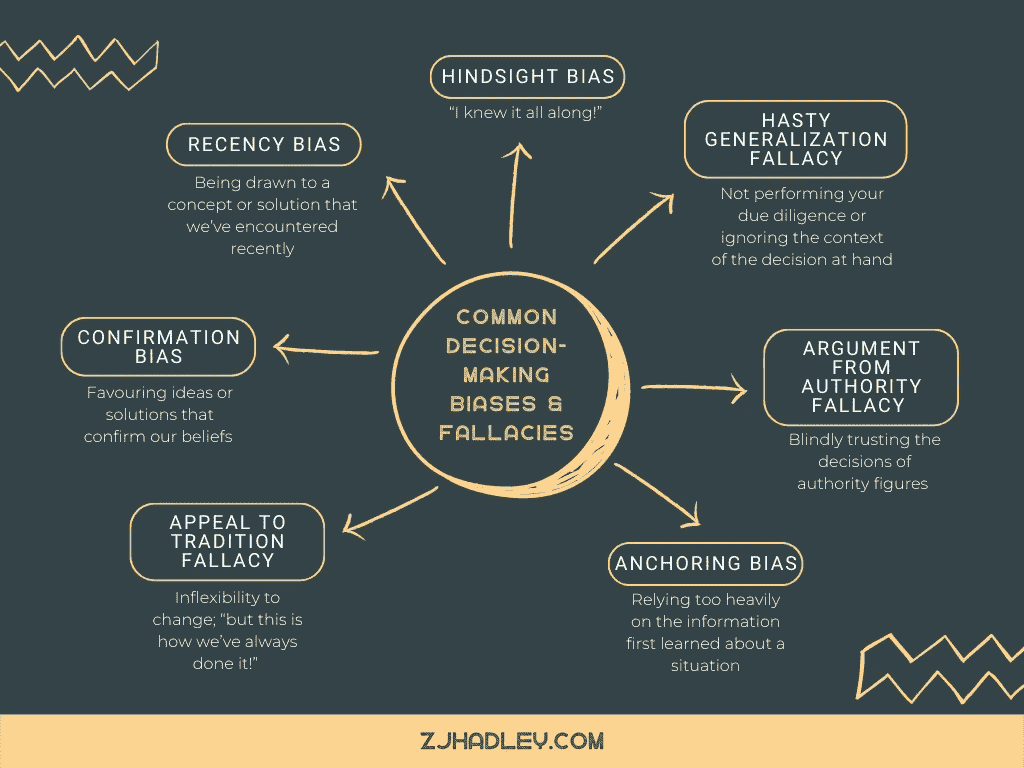 HINDSIGHT BIAS
“I knew it all along!”
HASTY
GENERALIZATION
FALLACY
Not performing your
due diligence or
ignoring the context
of the decision at hand
RECENCY BIAS
Being drawn to a
concept or solution that
we’ve encountered
recently
COMMON
DECISION-
MAKING
BIASES &
FALLACIES
CONFIRMATION
BIAS
Favouring ideas or
solutions that
confirm our beliefs
ARGUMENT
FROM
AUTHORITY
FALLACY
Blindly trusting the
decisions of
authority figures
APPEAL TO
TRADITION
FALLACY
Inflexibility to
change; “but this is
how we’ve always
done it!”
ANCHORING BIAS
Relying too heavily
on the information
first learned about a
situation
ZJHADLEY.COM